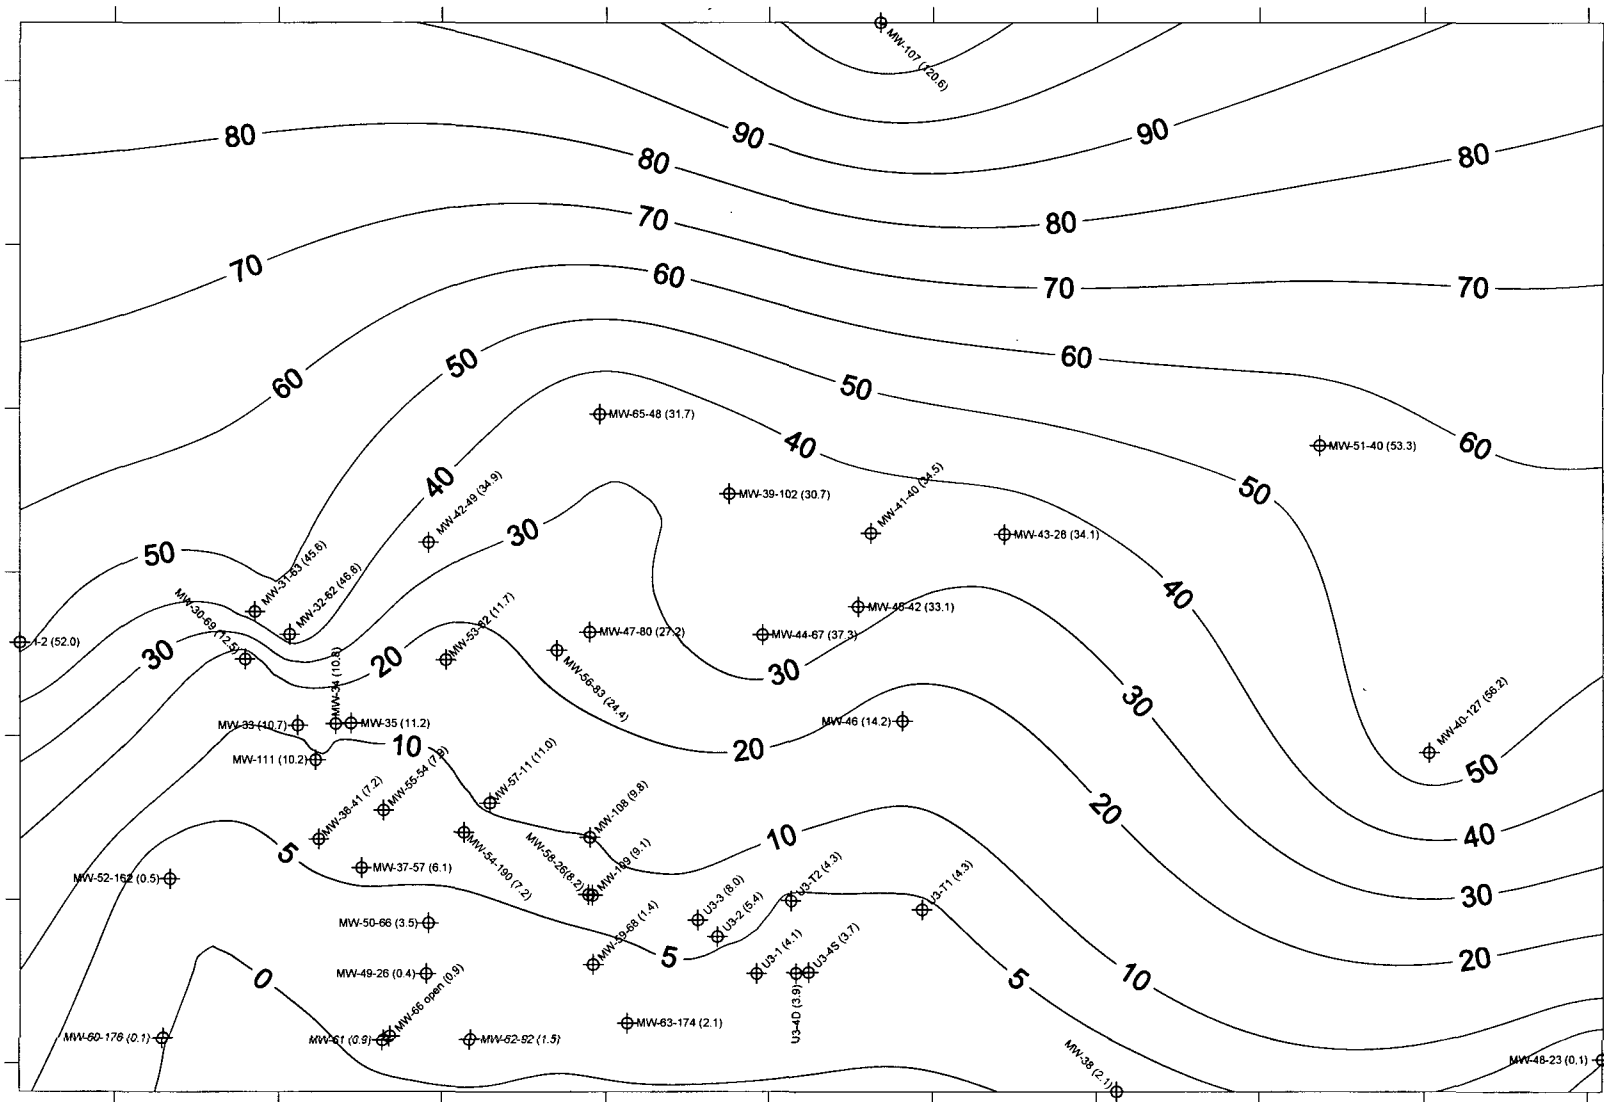 MW-107 (120.6)
90
90
80
80
80
80
70
70
70
70
60
60
60
60
50
50
50
MW-65-48 (31.7)
40
MW-51-40 (53.3)
40
MW-42-49 (34.9)
MW-39-102 (30.7)
MW-41-40 (34.5)
50
30
MW-43-28 (34.1)
50
MW-31-63 (45.6)
MW-32-62 (46.8)
MW-30-69 (12.5)
40
MW-45-42 (33.1)
I-2 (52.0)
30
MW-53-82 (11.7)
20
MW-47-80 (27.2)
MW-44-67 (37.3)
MW-56-83 (24.4)
30
30
MW-34 (10.8)
MW-33 (10.7)
MW-35 (11.2)
MW-46 (14.2)
MW-40-127 (56.2)
10
20
MW-111 (10.2)
MW-55-54 (7.9)
MW-57-11 (11.0)
50
20
MW-36-41 (7.2)
MW-108 (9.8)
10
40
5
MW-37-57 (6.1)
MW-54-190 (7.2)
MW-58-26(8.2)
MW-109 (9.1)
MW-52-162 (0.5)
U3-T2 (4.3)
U3-T1 (4.3)
30
MW-50-66 (3.5)
MW-59-68 (1.4)
U3-3 (8.0)
U3-2 (5.4)
5
20
0
MW-49-26 (0.4)
U3-1 (4.1)
U3-4S (3.7)
5
10
U3-4D (3.9)
MW-66 open (0.9)
MW-63-174 (2.1)
MW-60-176 (0.1)
MW-61 (0.9)
MW-62-92 (1.5)
MW-38 (2.1)
MW-48-23 (0.1)